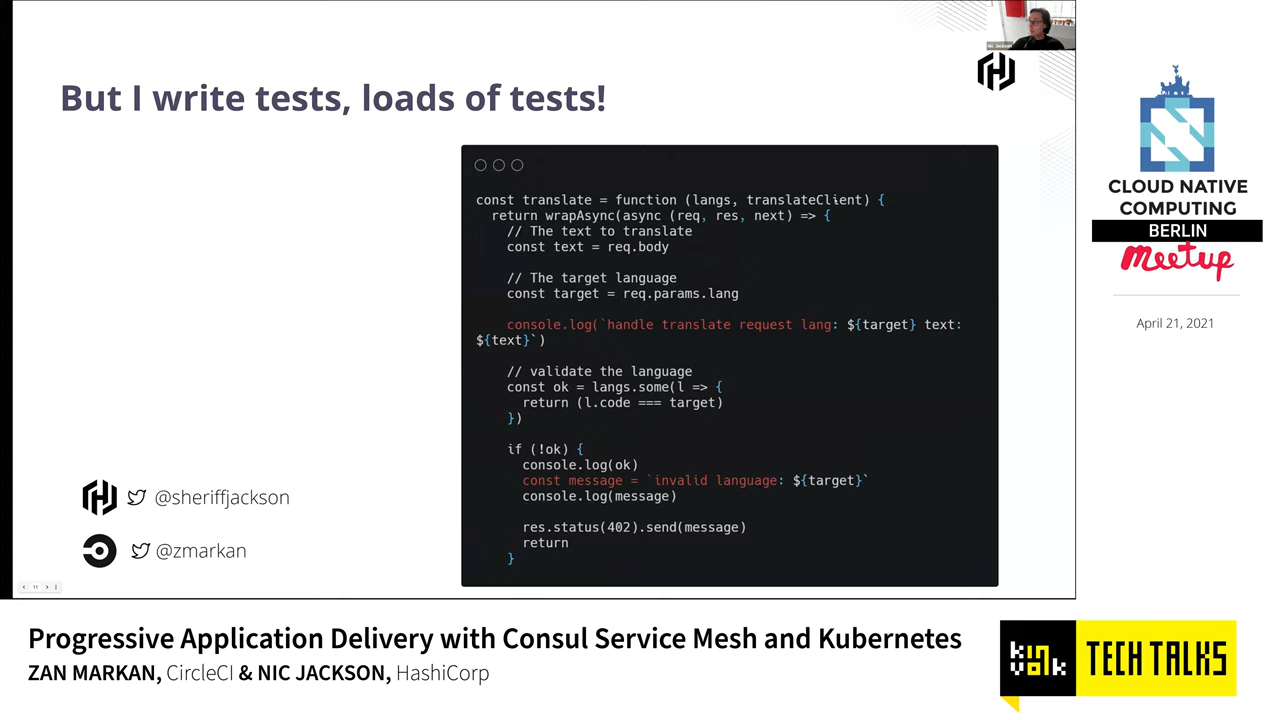 Nic Jackson
But I write tests, loads of tests!
const translate = function (langs, translateClient) {
return wrapAsync(async (req, res, next) => {
// The text to translate
const text = req.body
// The target language
const target = req.params.lang
console.log(`handle translate request lang: ${target} text:
${text}`)
// validate the language
const ok = langs.some(l => {
return (l.code === target)
})
if (!ok) {
console.log(ok)
const message = `invalid language: ${target}`
console.log(message)
res.status(402).send(message)
return
}
@sheriffjackson
@zmarkan
11
CLOUD NATIVE
COMPUTING
BERLIN
meetup
April 21, 2021
Progressive Application Delivery with Consul Service Mesh and Kubernetes
ZAN MARKAN, CircleCI & NIC JACKSON, HashiCorp
kinvolk
TECH TALKS